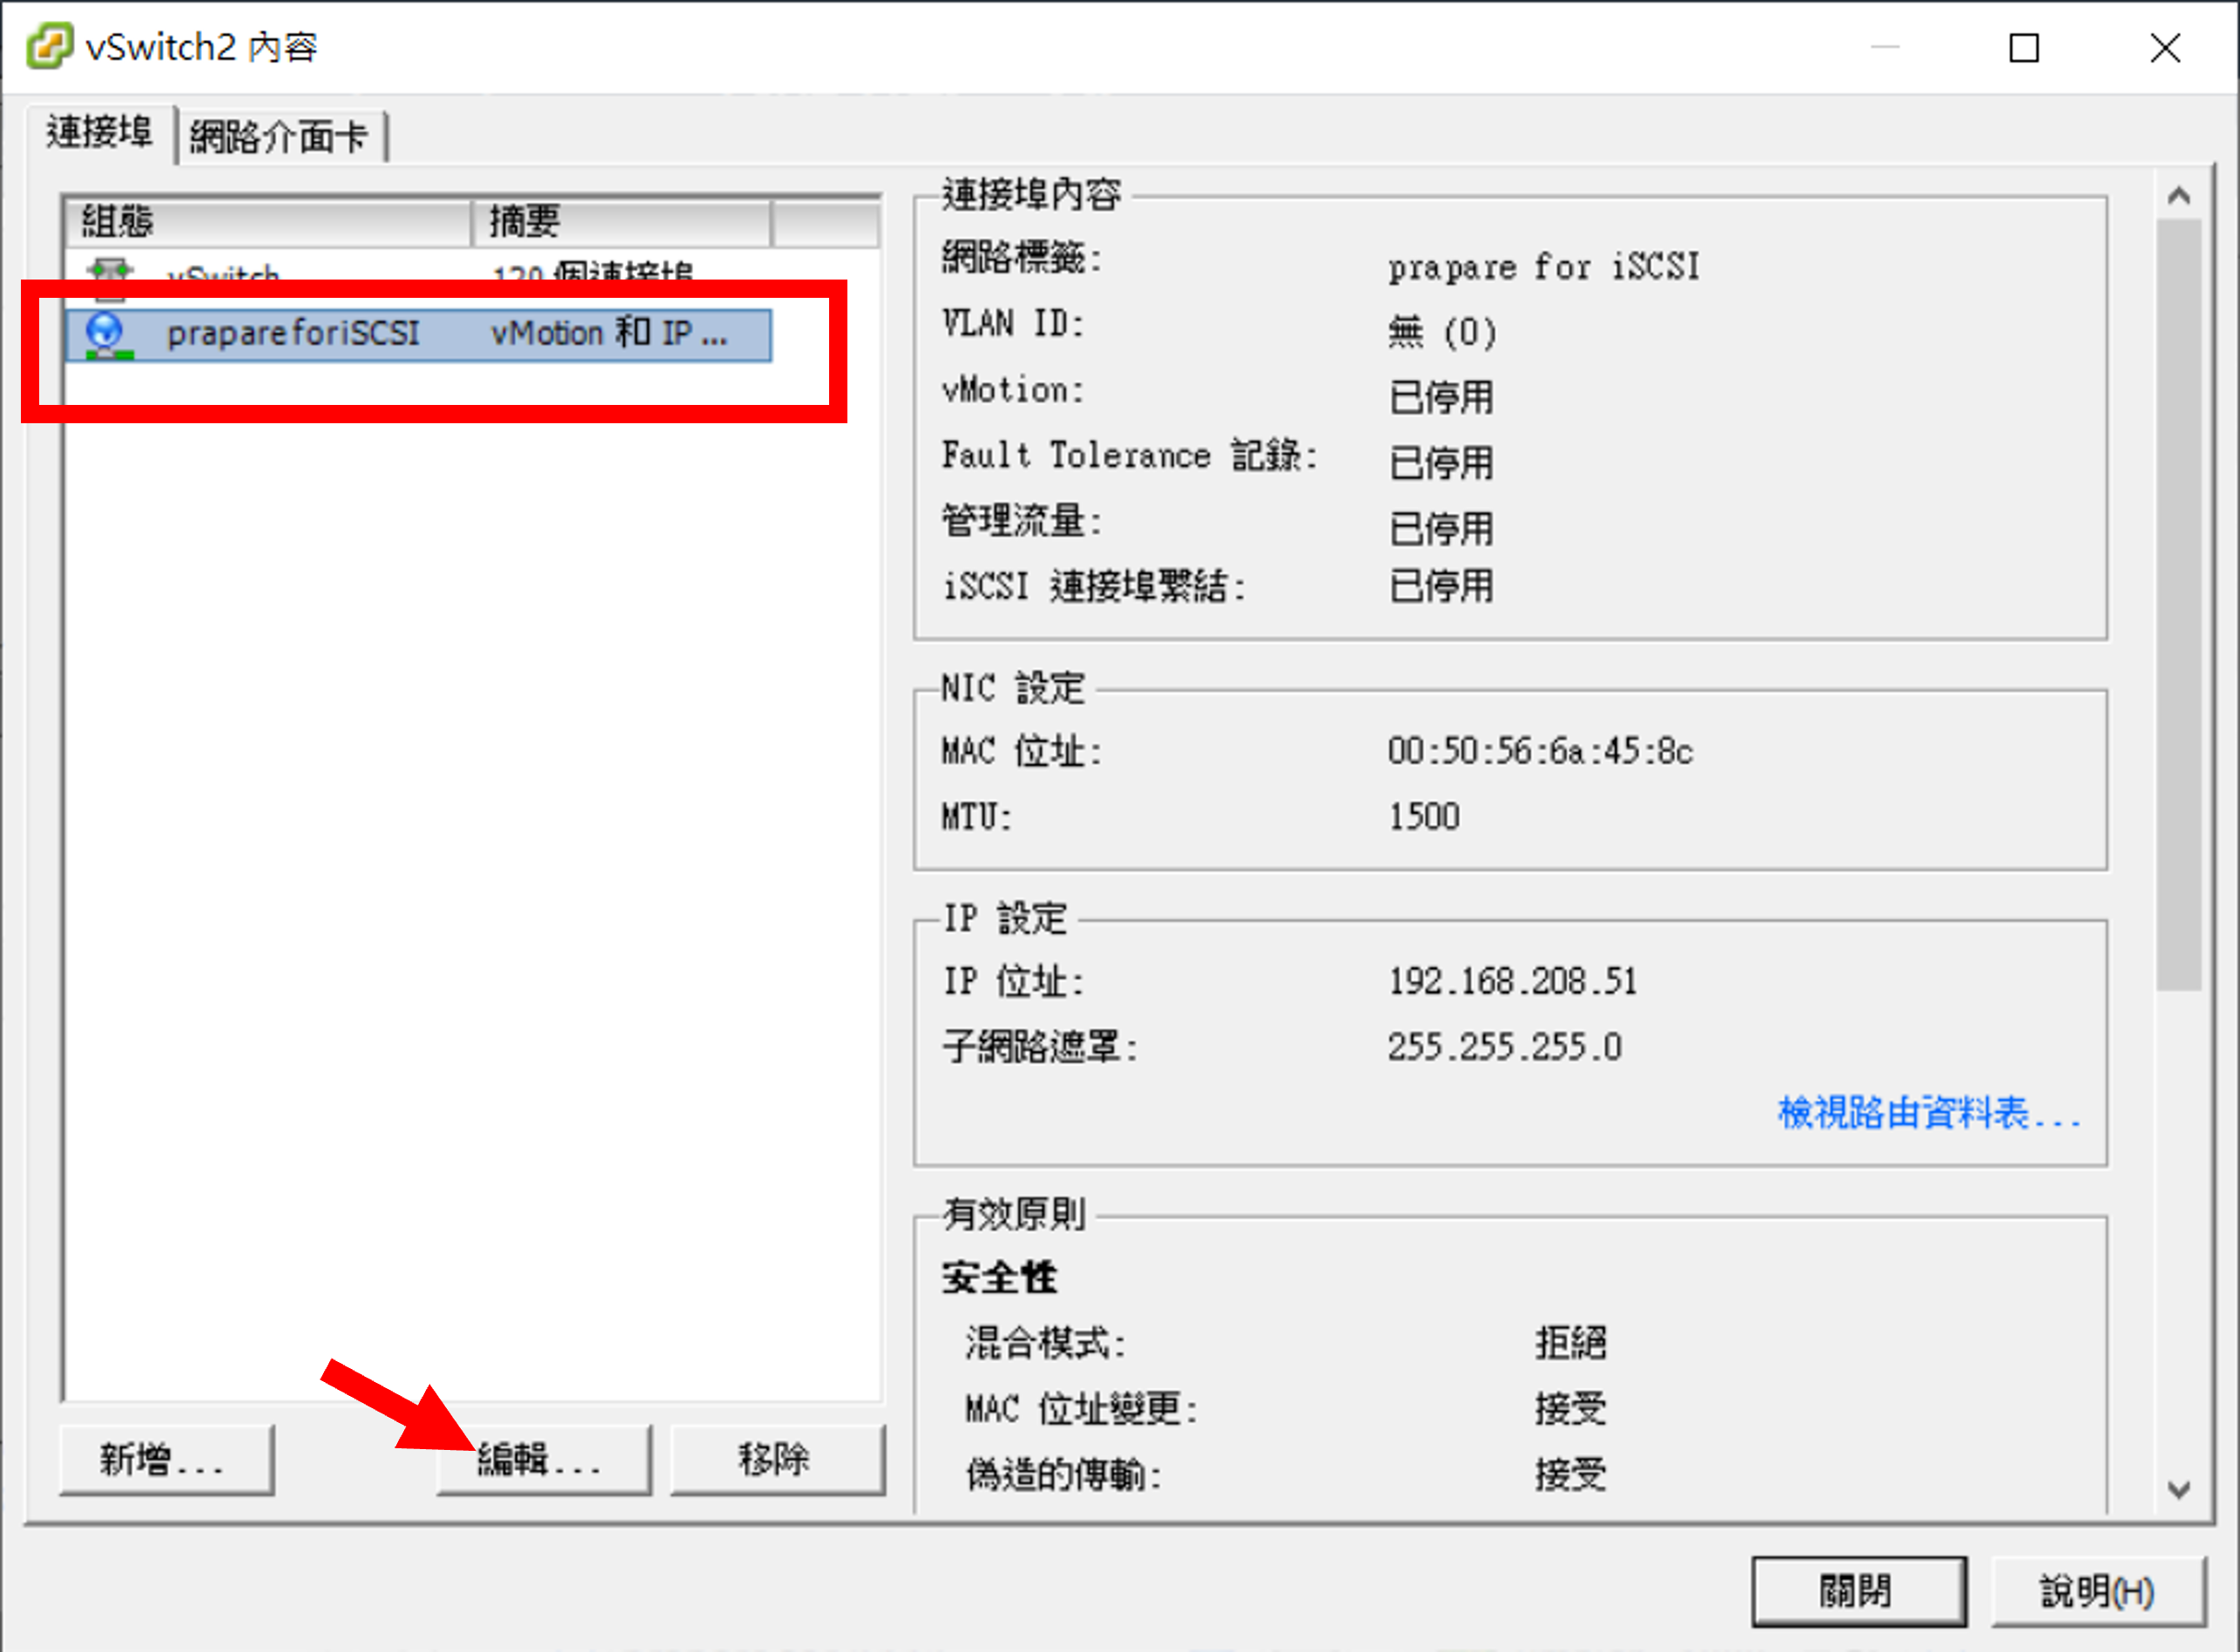 vSwitch2 內容
連接埠 網路介面卡
組態 摘要
vSwitch 120 個連接埠
prapare for iSCSI vMotion 和 IP ...
新增... 編輯... 移除
連接埠內容
網路標籤: prapare for iSCSI
VLAN ID: 無 (0)
vMotion: 已停用
Fault Tolerance 記錄: 已停用
管理流量: 已停用
iSCSI 連接埠繫結: 已停用
NIC 設定
MAC 位址: 00:50:56:6a:45:8c
MTU: 1500
IP 設定
IP 位址: 192.168.208.51
子網路遮罩: 255.255.255.0
檢視路由資料表...
有效原則
安全性
混合模式: 拒絕
MAC 位址變更: 接受
偽造的傳輸: 接受
關閉 說明(H)